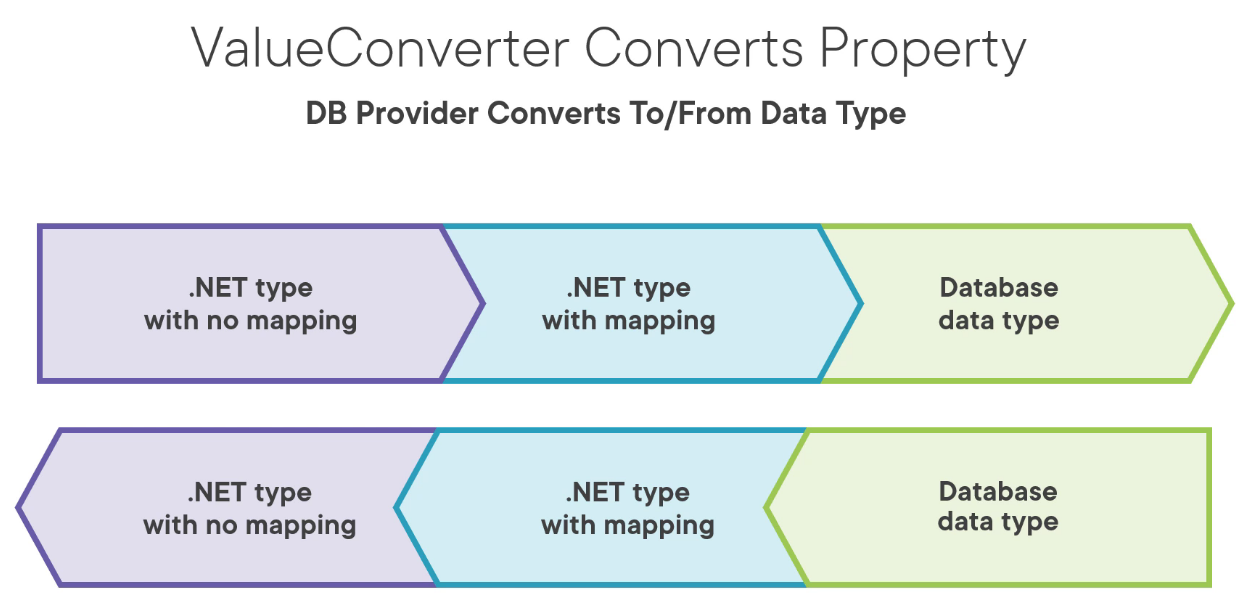 ValueConverter Converts Property
DB Provider Converts To/From Data Type
.NET type
with no mapping
.NET type
with mapping
Database
data type
.NET type
with no mapping
.NET type
with mapping
Database
data type